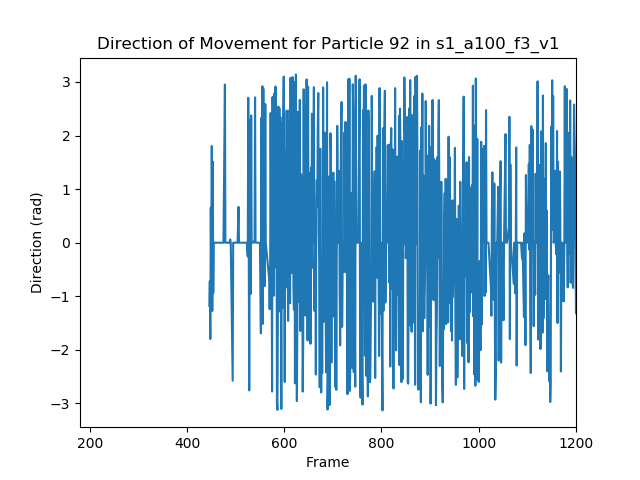 Direction of Movement for Particle 92 in s1_a100_f3_v1
3
2
1
0
−1
−2
−3
Direction (rad)
200 400 600 800 1000 1200
Frame